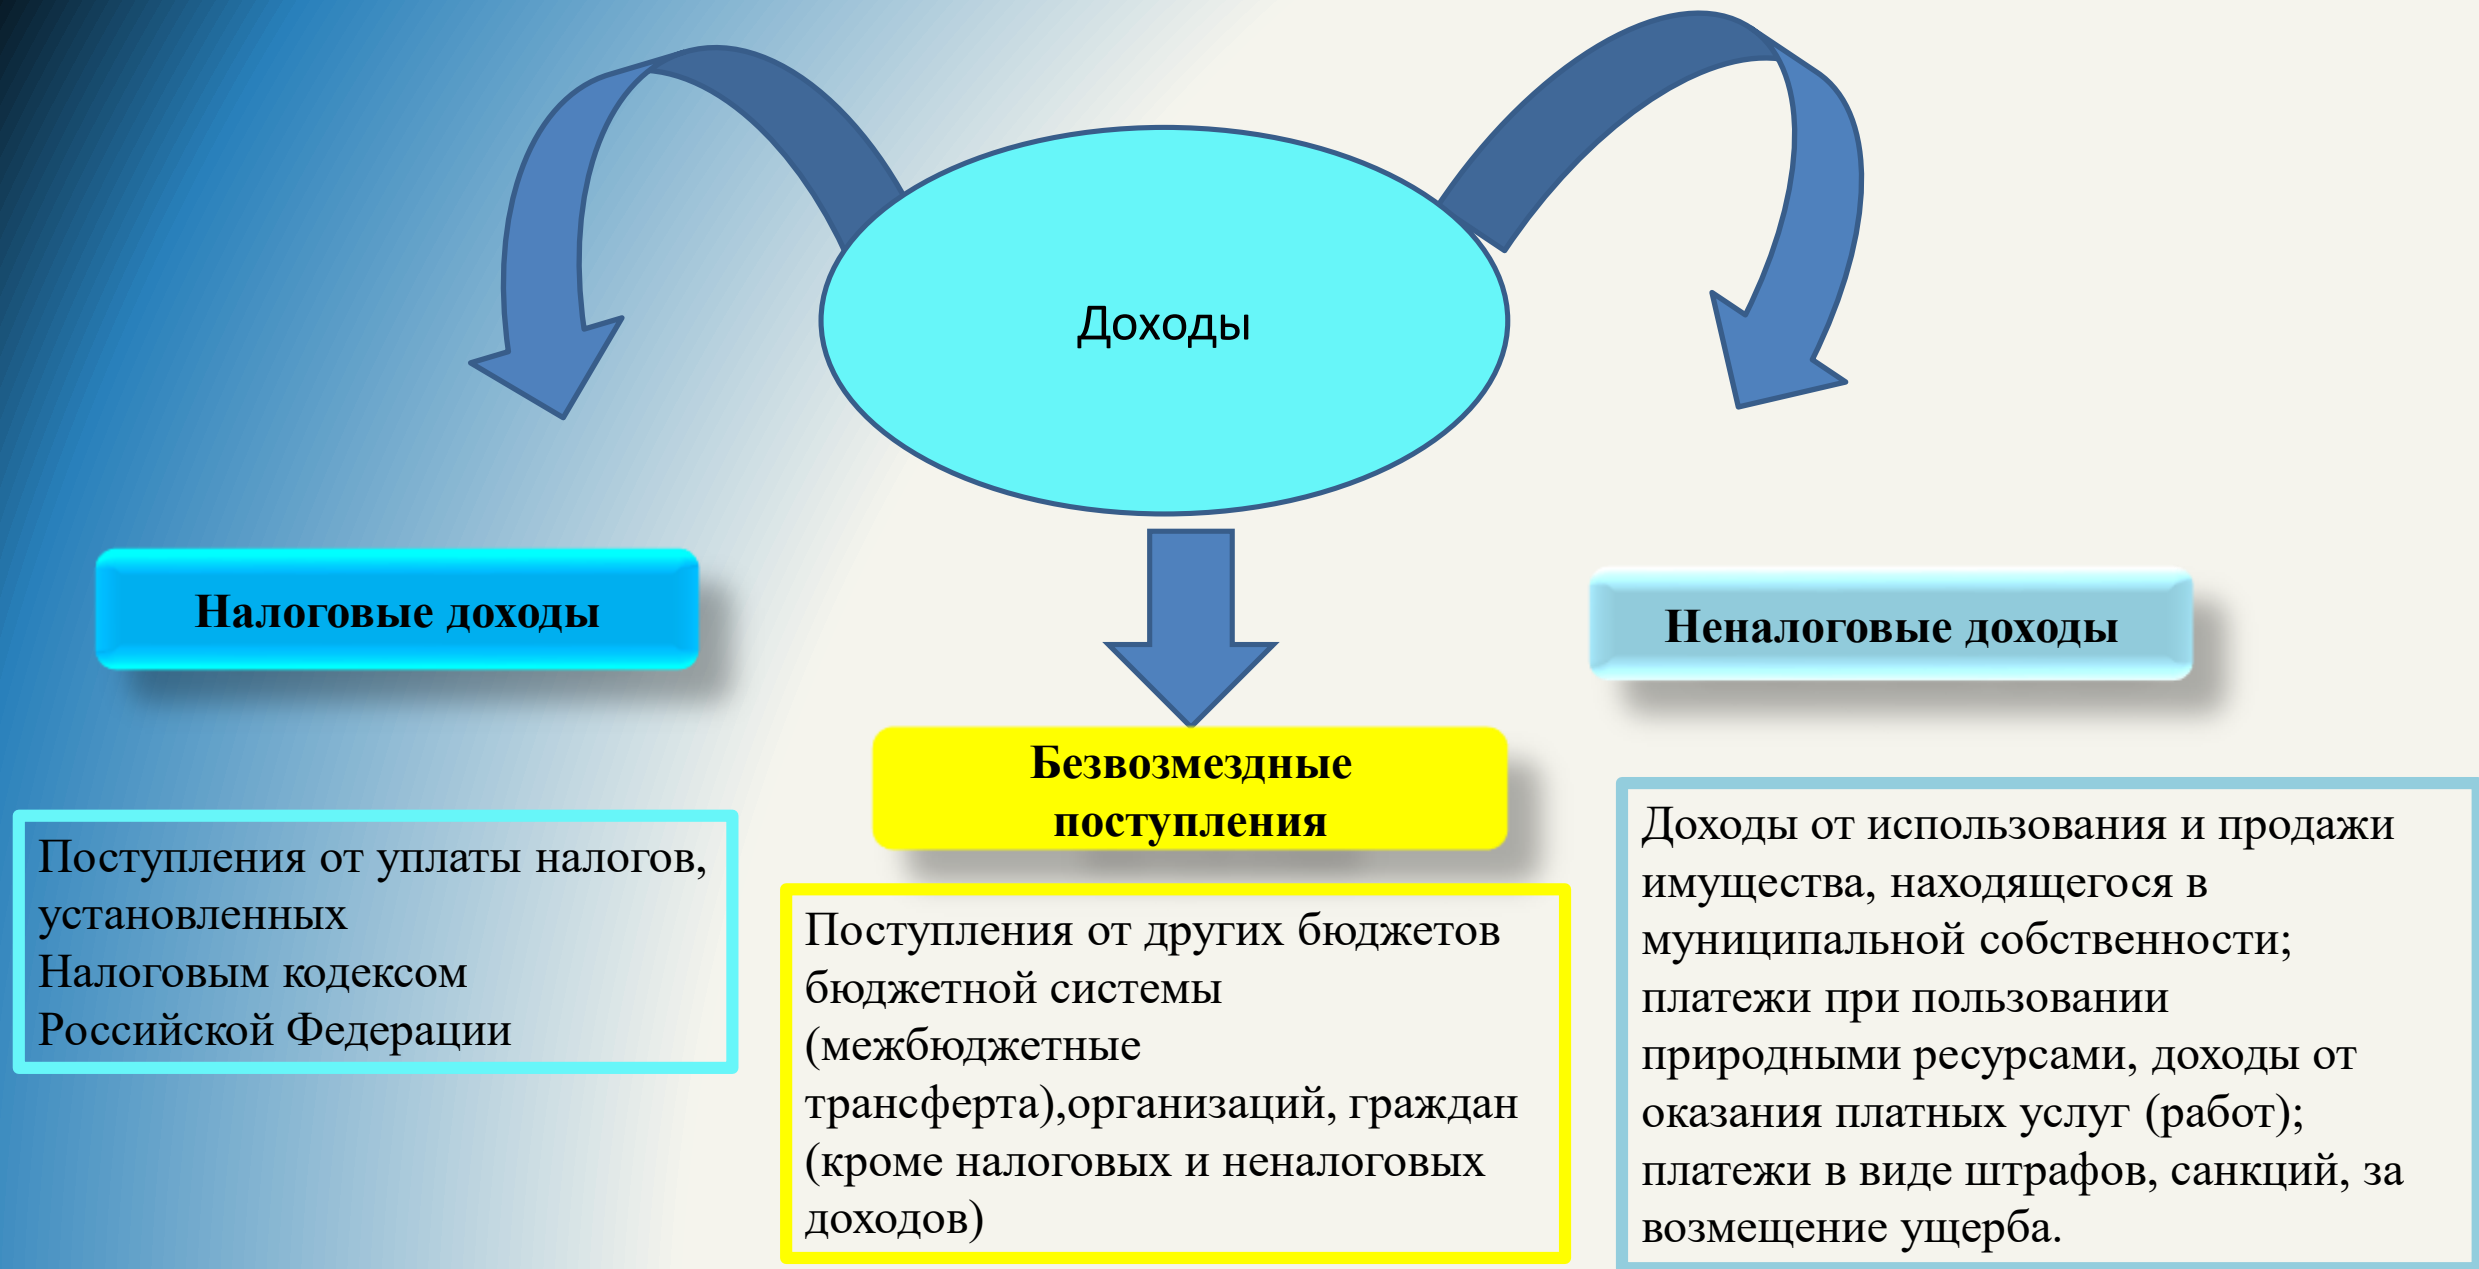 Доходы
Налоговые доходы
Поступления от уплаты налогов,
установленных
Налоговым кодексом
Российской Федерации
Безвозмездные
поступления
Поступления от других бюджетов
бюджетной системы
(межбюджетные
трансферта),организаций, граждан
(кроме налоговых и неналоговых
доходов)
Неналоговые доходы
Доходы от использования и продажи
имущества, находящегося в
муниципальной собственности;
платежи при пользовании
природными ресурсами, доходы от
оказания платных услуг (работ);
платежи в виде штрафов, санкций, за
возмещение ущерба.